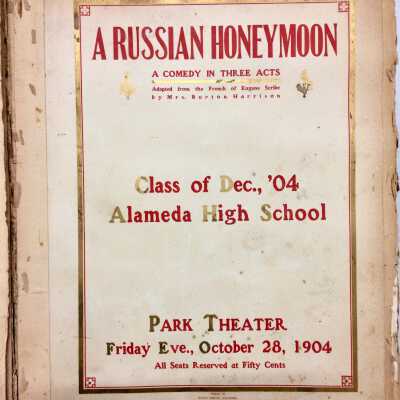 A RUSSIAN HONEYMOON
A COMEDY IN THREE ACTS
Adapted from the French of Eugene Scribe
by Mrs. Burton Harrison
Class of Dec., '04
Alameda High School
PARK THEATER
Friday Eve., October 28, 1904
All Seats Reserved at Fifty Cents